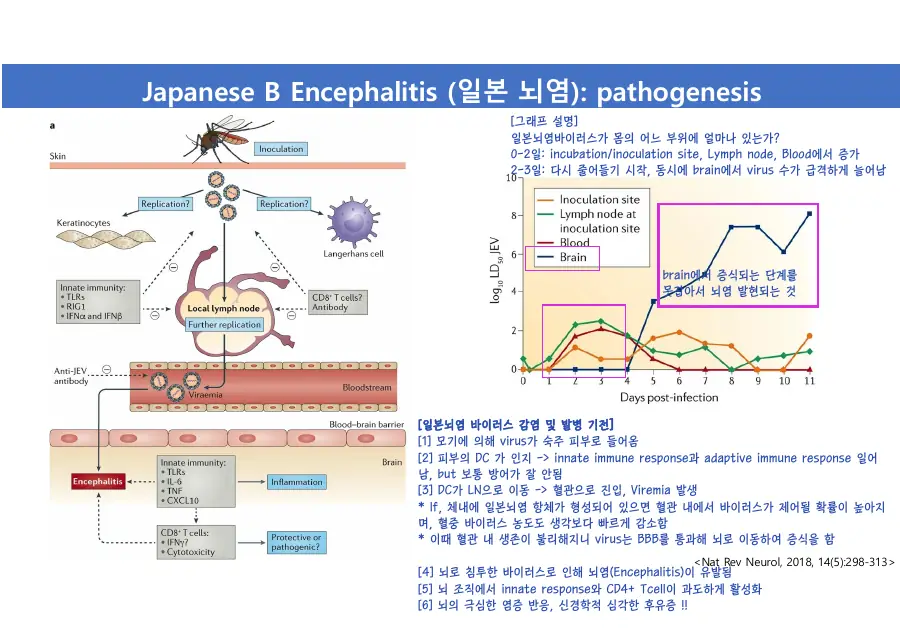 Japanese B Encephalitis (일본 뇌염): pathogenesis
a
Skin
Inoculation
Replication?
Replication?
Keratinocytes
Langerhans cell
Innate immunity:
• TLRs
• RIG1
• IFNα and IFNβ
Local lymph node
Further replication
CD8⁺ T cells?
Antibody
Anti-JEV
antibody
Viraemia
Bloodstream
Blood–brain barrier
Brain
Encephalitis
Innate immunity:
• TLRs
• IL-6
• TNF
• CXCL10
Inflammation
CD8⁺ T cells:
• IFNγ?
• Cytotoxicity
Protective or
pathogenic?
[그래프 설명]
일본뇌염바이러스가 몸의 어느 부위에 얼마나 있는가?
0-2일: incubation/inoculation site, Lymph node, Blood에서 증가
2-3일: 다시 줄어들기 시작, 동시에 brain에서 virus 수가 급격하게 늘어남
10
8
6
4
2
0
log₁₀ LD₅₀ JEV
Inoculation site
Lymph node at
inoculation site
Blood
Brain
brain에서 증식되는 단계를
못잡아서 뇌염 발현되는 것
0 1 2 3 4 5 6 7 8 9 10 11
Days post-infection
[일본뇌염 바이러스 감염 및 발병 기전]
[1] 모기에 의해 virus가 숙주 피부로 들어옴
[2] 피부의 DC 가 인지 -> innate immune response과 adaptive immune response 일어
남, but 보통 방어가 잘 안됨
[3] DC가 LN으로 이동 -> 혈관으로 진입, Viremia 발생
* If, 체내에 일본뇌염 항체가 형성되어 있으면 혈관 내에서 바이러스가 제어될 확률이 높아지
며, 혈중 바이러스 농도도 생각보다 빠르게 감소함
* 이때 혈관 내 생존이 불리해지니 virus는 BBB를 통과해 뇌로 이동하여 증식을 함
<Nat Rev Neurol, 2018, 14(5):298-313>
[4] 뇌로 침투한 바이러스로 인해 뇌염(Encephalitis)이 유발됨
[5] 뇌 조직에서 innate response와 CD4+ Tcell이 과도하게 활성화
[6] 뇌의 극심한 염증 반응, 신경학적 심각한 후유증 !!